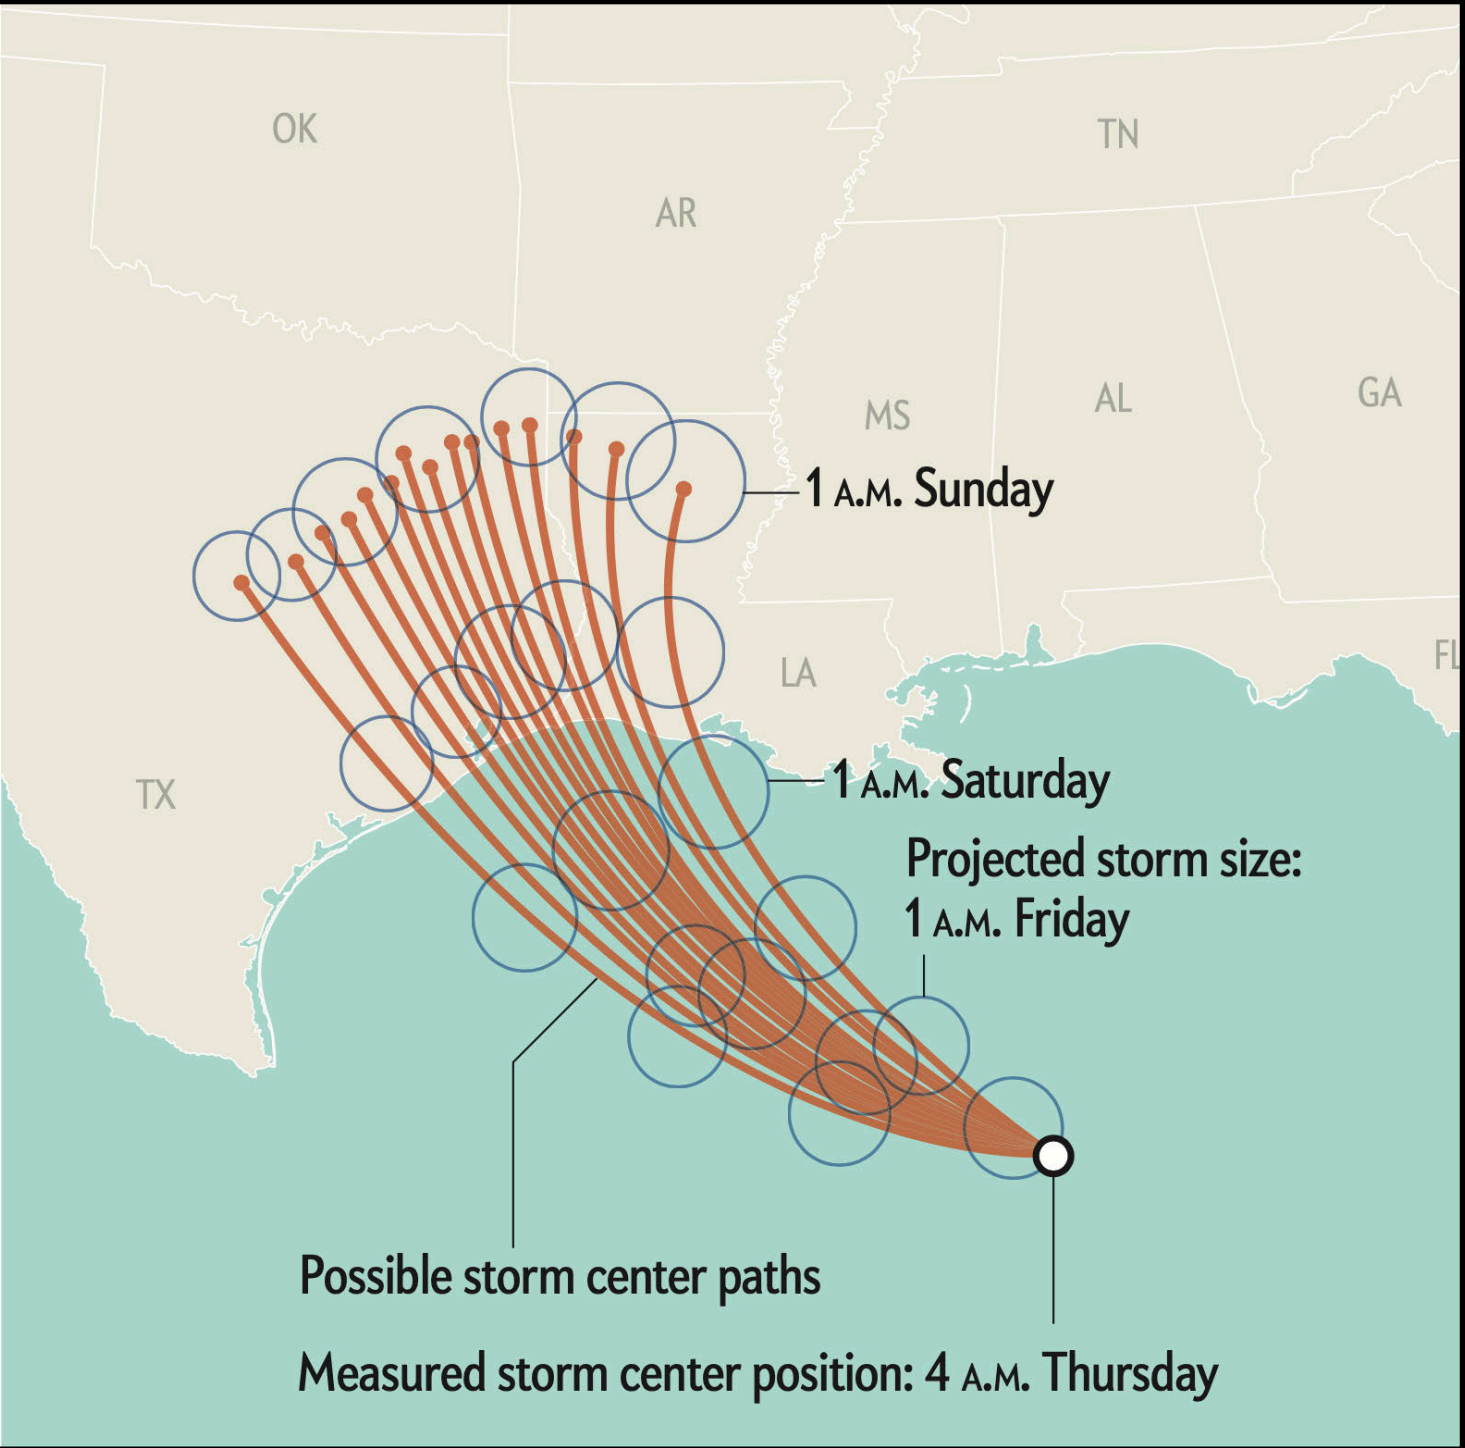 OK
TN
AR
GA
AL
MS
1 A.M. Sunday
FL
LA
TX
1 A.M. Saturday
Projected storm size:
1 A.M. Friday
Possible storm center paths
Measured storm center position: 4 A.M. Thursday